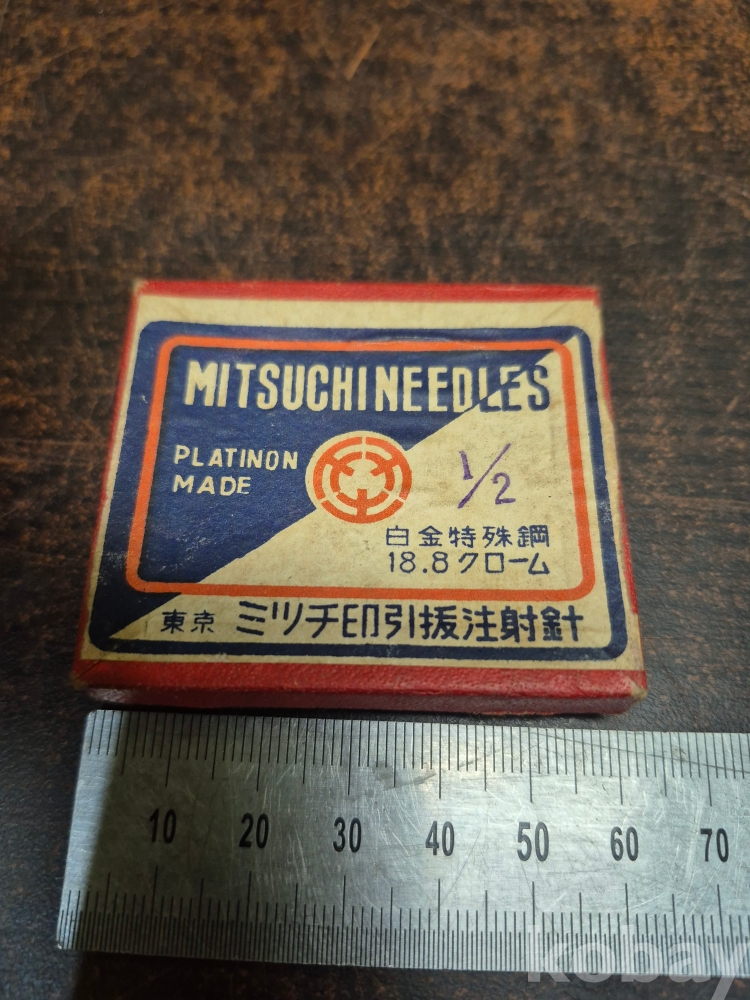 MITSUCHI NEEDLES
PLATINON
MADE
1/2
白金特殊鋼
18.8クローム
東京 ミツチ印引抜注射針
10 20 30 40 50 60 70
kobay